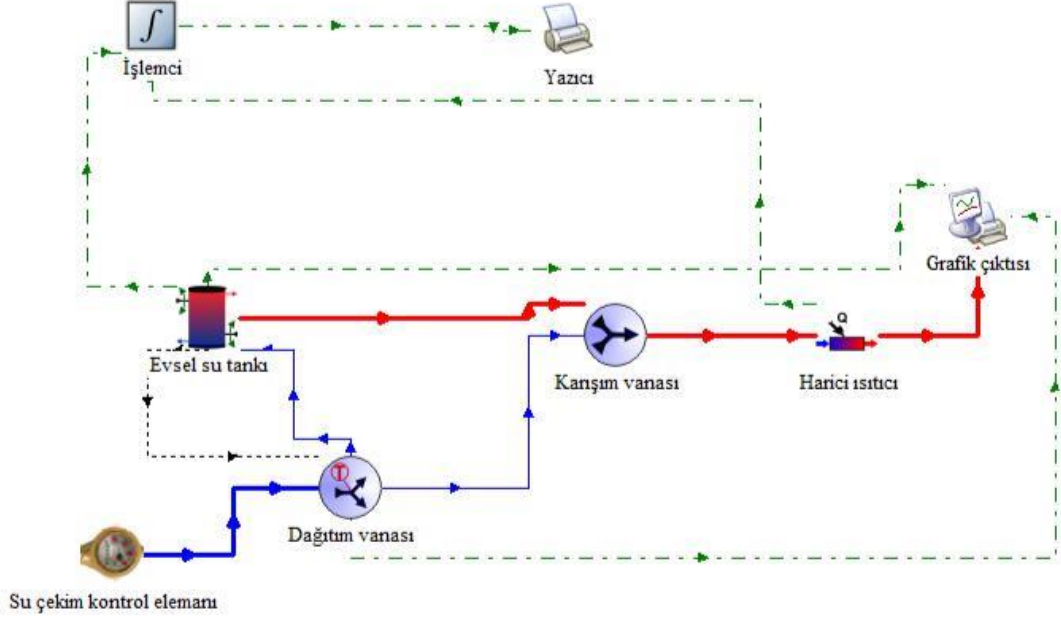 İşlemci
Yazıcı
Grafik çıktısı
Q
Evsel su tankı
Karışım vanası
Harici ısıtıcı
T
Dağıtım vanası
Su çekim kontrol elemanı